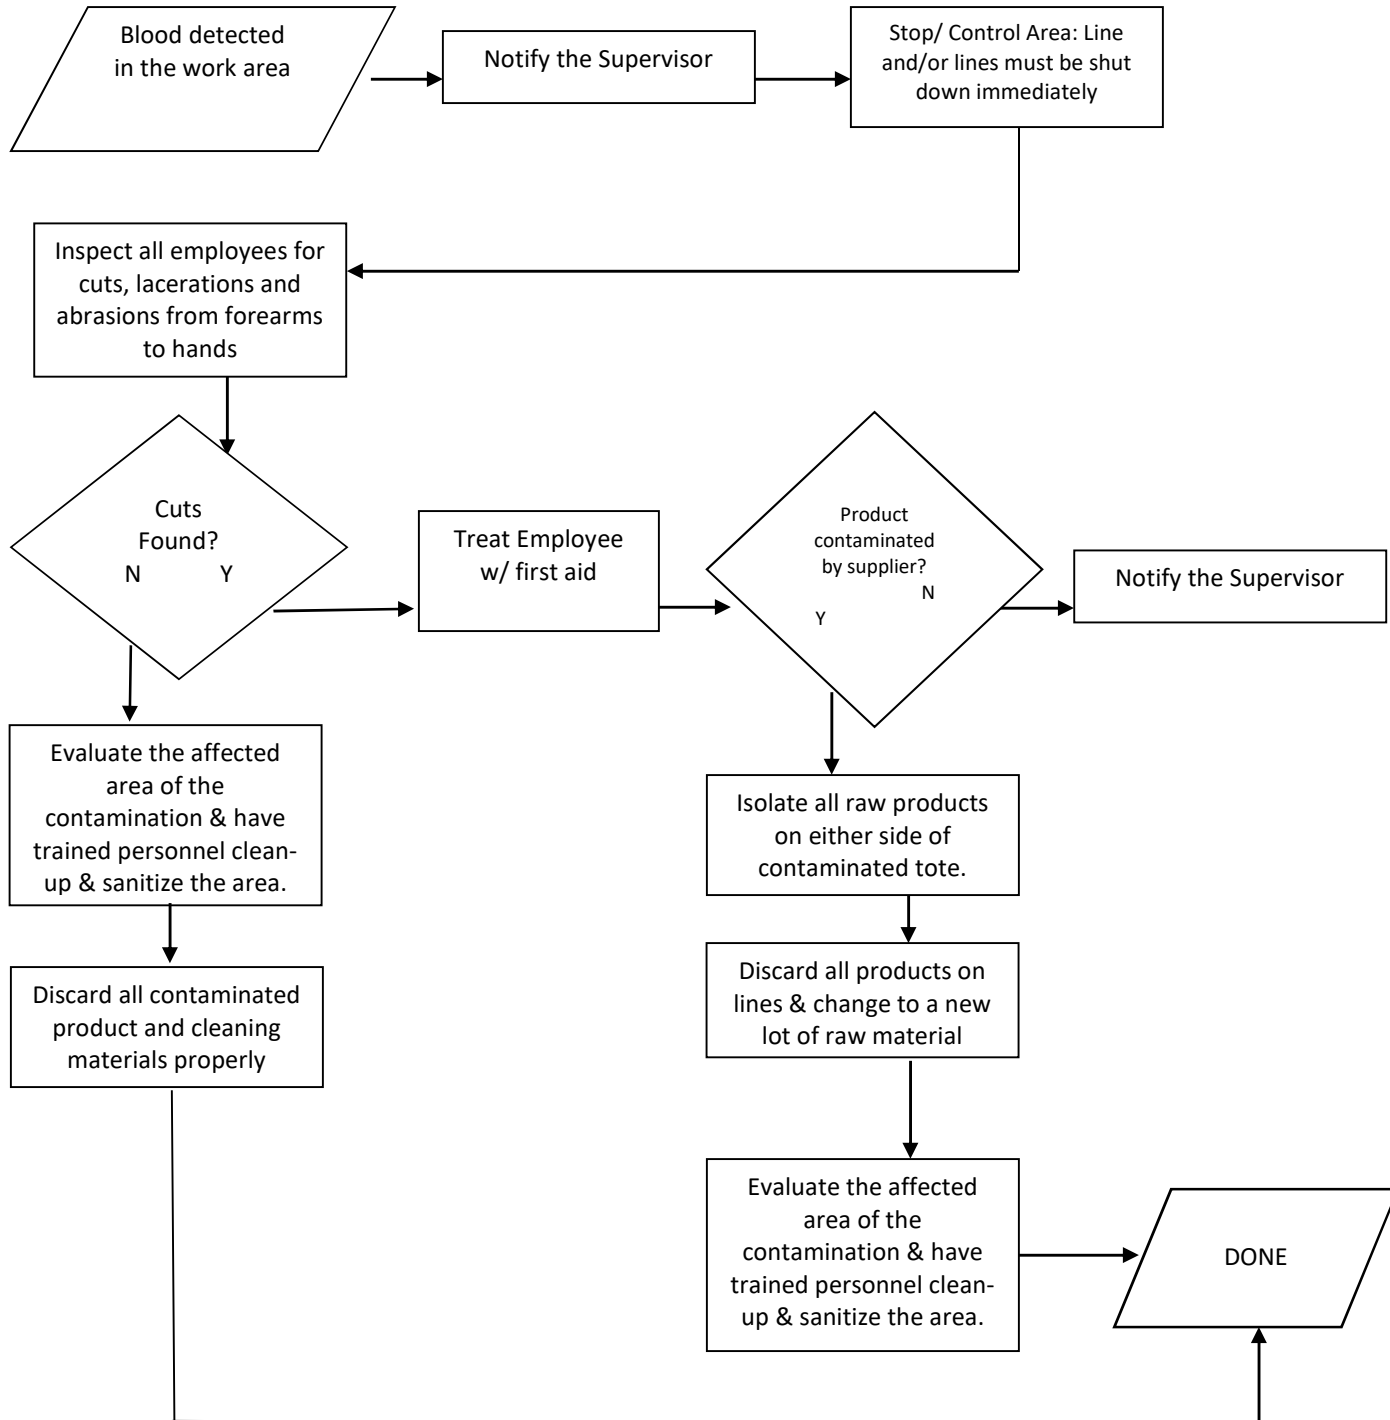 Blood detected
in the work area
Notify the Supervisor
Stop/ Control Area: Line
and/or lines must be shut
down immediately
Inspect all employees for
cuts, lacerations and
abrasions from forearms
to hands
Cuts
Found?
N Y
Treat Employee
w/ first aid
Product
contaminated
by supplier?
N
Y
Notify the Supervisor
Evaluate the affected
area of the
contamination & have
trained personnel clean-
up & sanitize the area.
Isolate all raw products
on either side of
contaminated tote.
Discard all contaminated
product and cleaning
materials properly
Discard all products on
lines & change to a new
lot of raw material
Evaluate the affected
area of the
contamination & have
trained personnel clean-
up & sanitize the area.
DONE